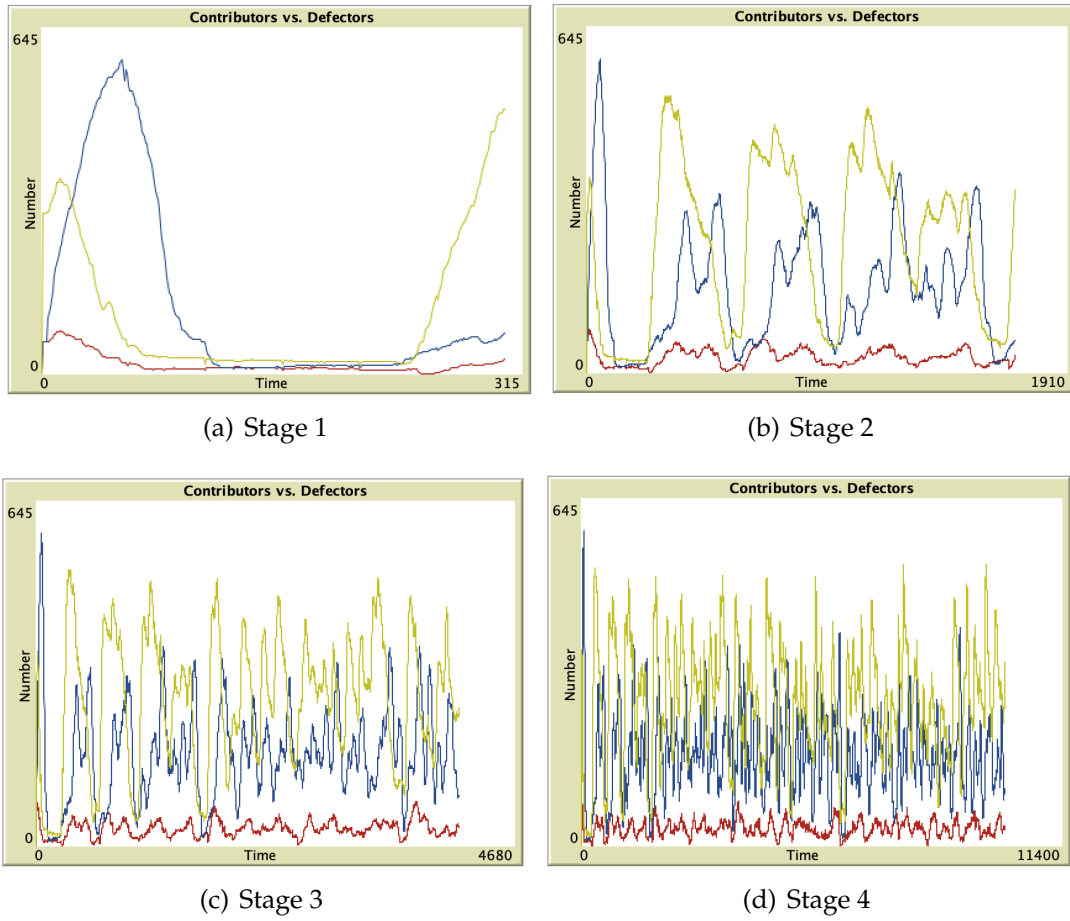 Contributors vs. Defectors
645
Number
0
0
Time
315
(a) Stage 1
Contributors vs. Defectors
645
Number
0
0
Time
1910
(b) Stage 2
Contributors vs. Defectors
645
Number
0
0
Time
4680
(c) Stage 3
Contributors vs. Defectors
645
Number
0
0
Time
11400
(d) Stage 4